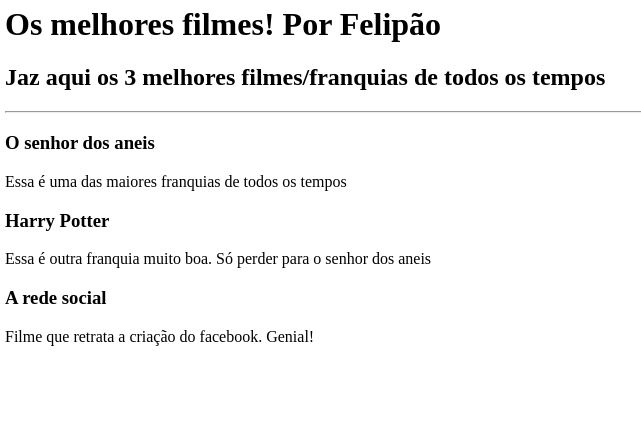 Os melhores filmes! Por Felipão
Jaz aqui os 3 melhores filmes/franquias de todos os tempos
O senhor dos aneis
Essa é uma das maiores franquias de todos os tempos
Harry Potter
Essa é outra franquia muito boa. Só perder para o senhor dos aneis
A rede social
Filme que retrata a criação do facebook. Genial!